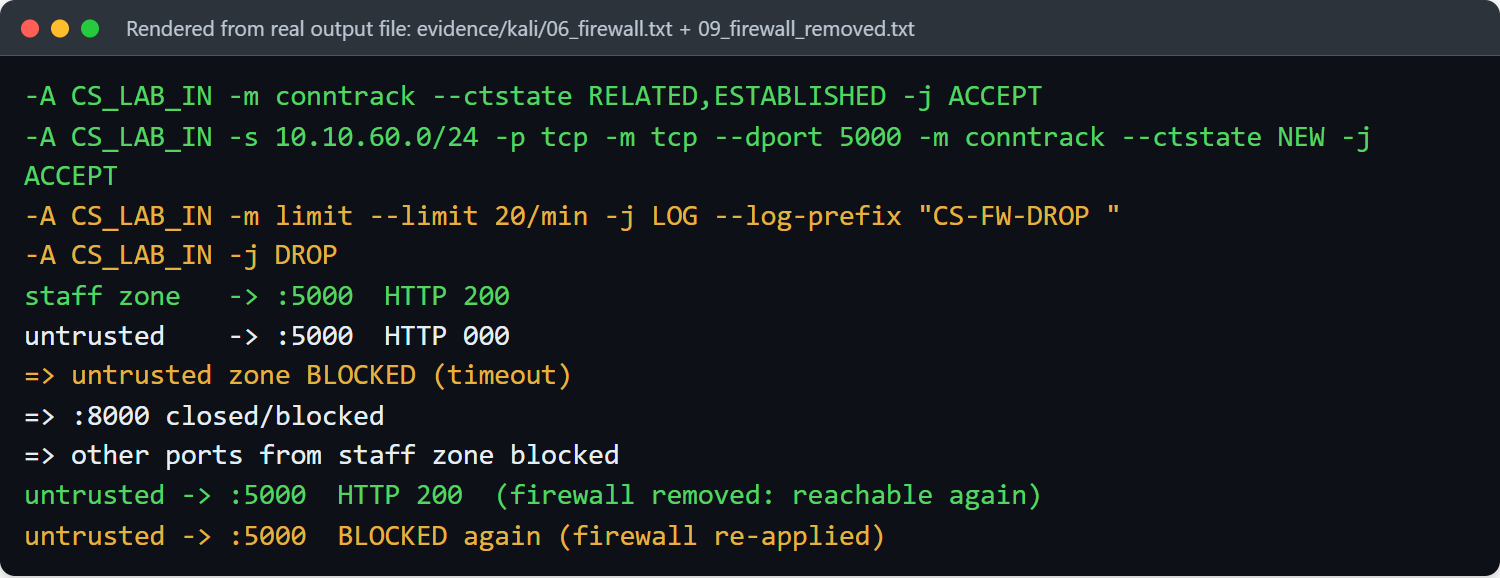 Rendered from real output file: evidence/kali/06_firewall.txt + 09_firewall_removed.txt
-A CS_LAB_IN -m conntrack --ctstate RELATED,ESTABLISHED -j ACCEPT
-A CS_LAB_IN -s 10.10.60.0/24 -p tcp -m tcp --dport 5000 -m conntrack --ctstate NEW -j
ACCEPT
-A CS_LAB_IN -m limit --limit 20/min -j LOG --log-prefix "CS-FW-DROP "
-A CS_LAB_IN -j DROP
staff zone   -> :5000  HTTP 200
untrusted    -> :5000  HTTP 000
=> untrusted zone BLOCKED (timeout)
=> :8000 closed/blocked
=> other ports from staff zone blocked
untrusted -> :5000  HTTP 200  (firewall removed: reachable again)
untrusted -> :5000  BLOCKED again (firewall re-applied)